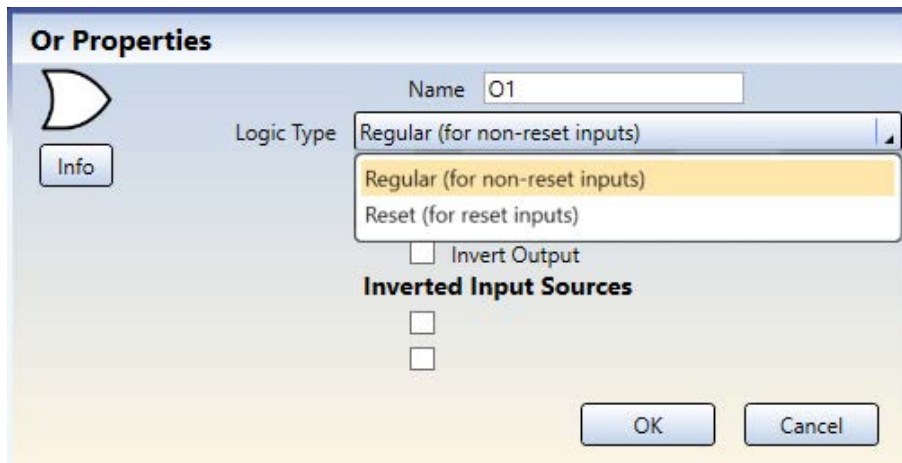 Or Properties
Name O1
Logic Type Regular (for non-reset inputs)
Info
Regular (for non-reset inputs)
Reset (for reset inputs)
Invert Output
Inverted Input Sources
OK Cancel